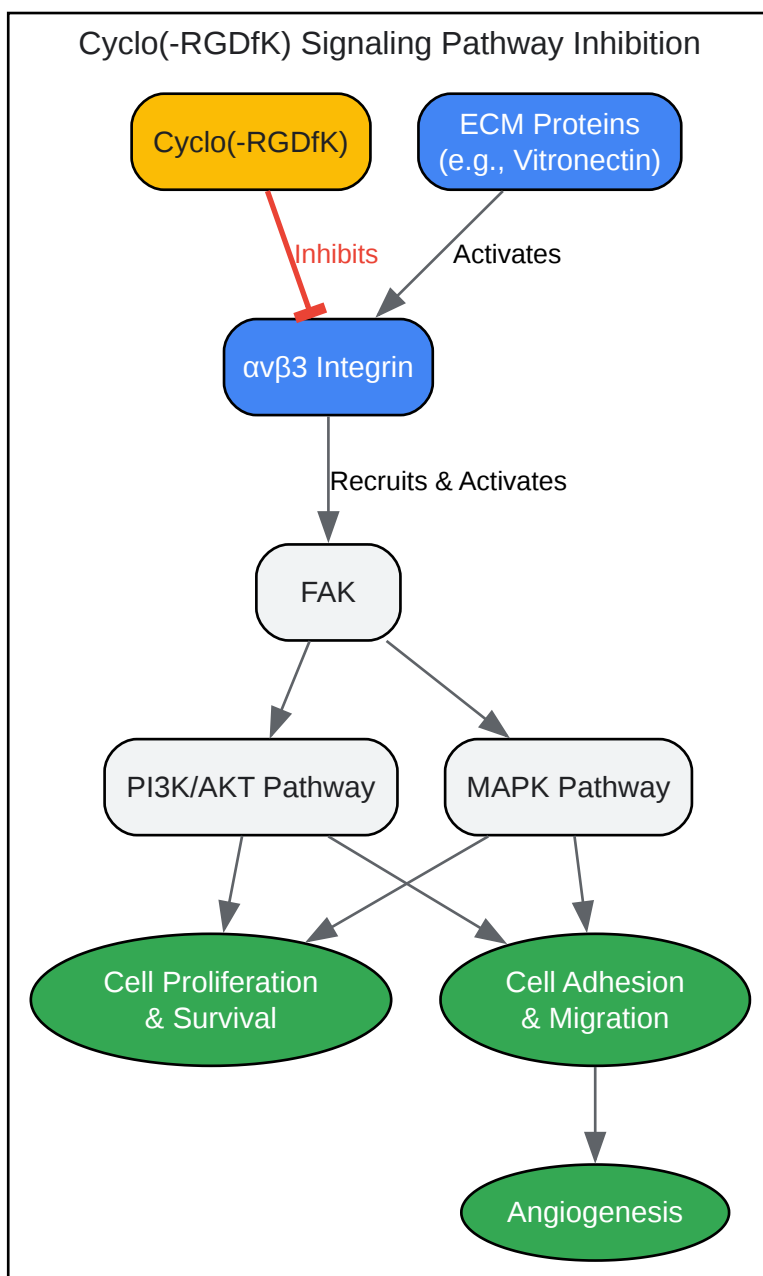 Cyclo(-RGDfK) Signaling Pathway Inhibition
Cyclo(-RGDfK)
ECM Proteins
(e.g., Vitronectin)
Inhibits
Activates
αvβ3 Integrin
Recruits & Activates
FAK
PI3K/AKT Pathway
MAPK Pathway
Cell Proliferation
& Survival
Cell Adhesion
& Migration
Angiogenesis